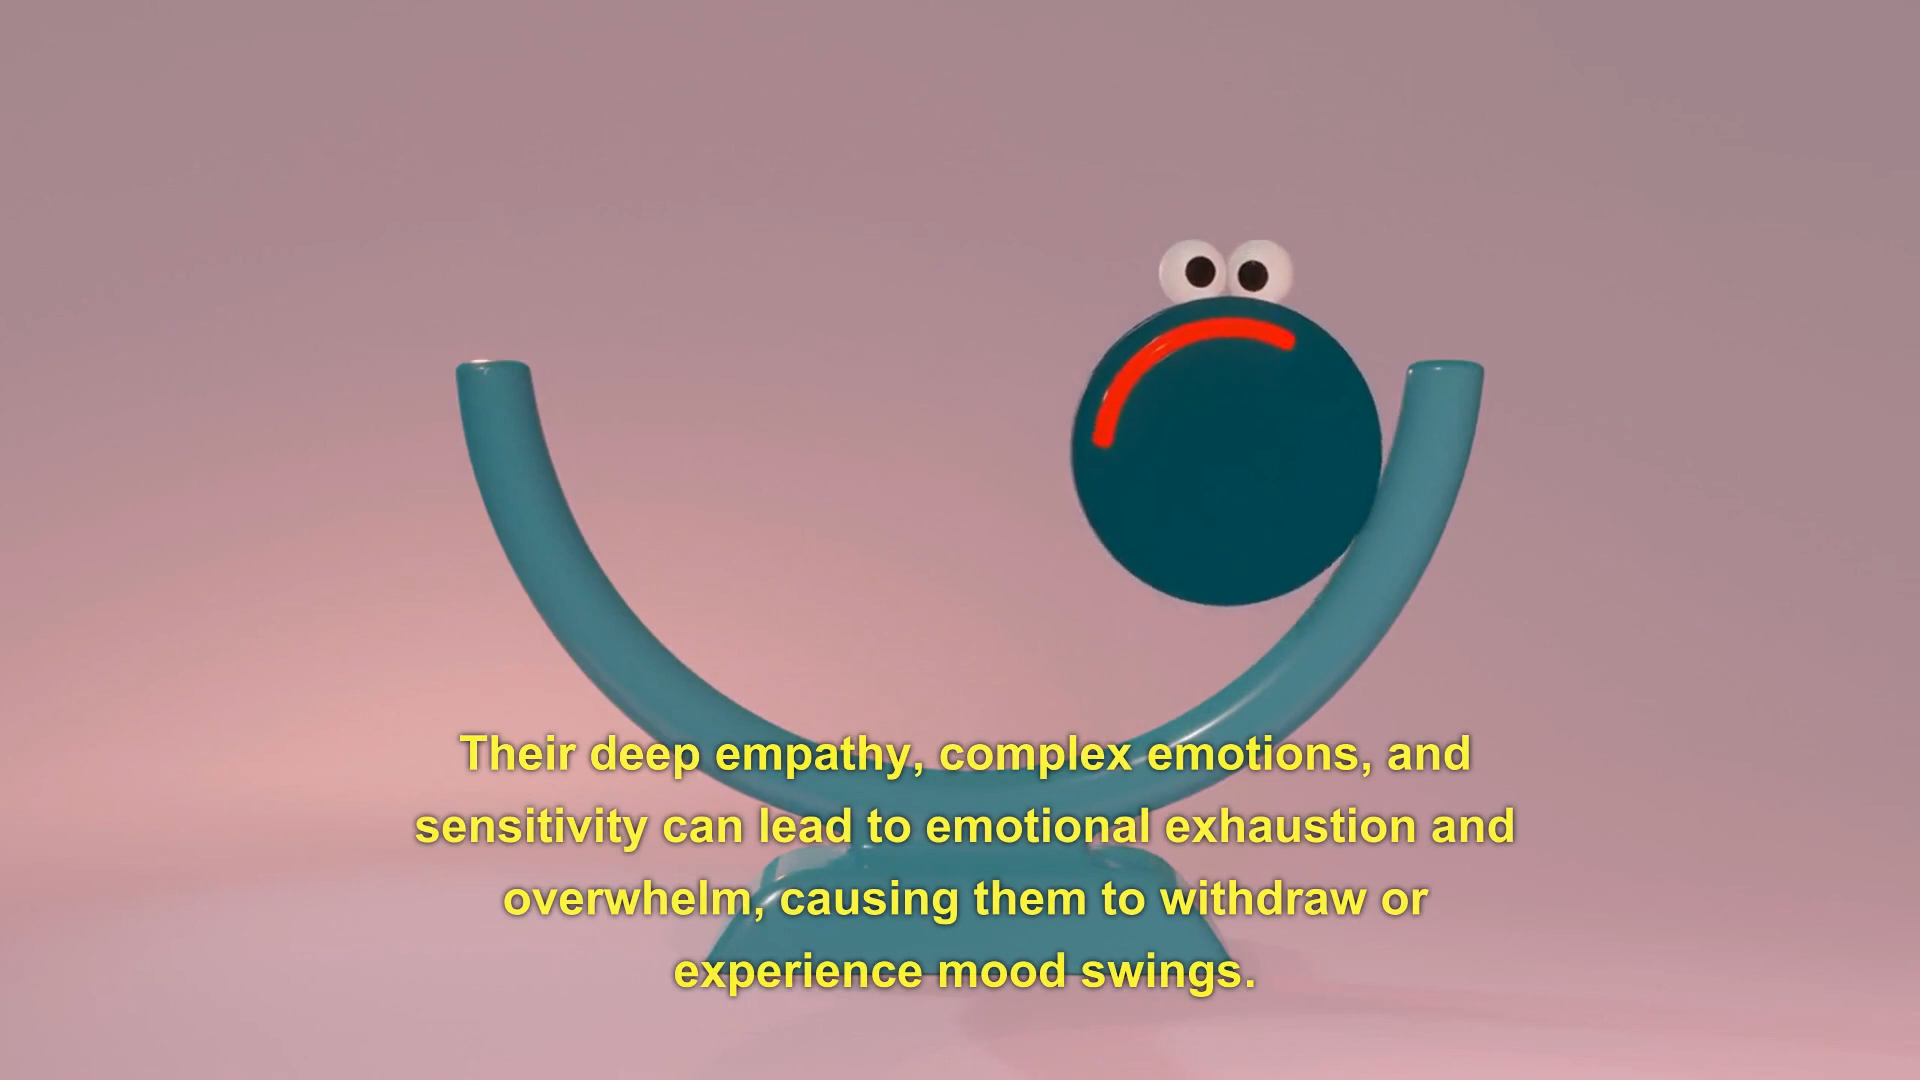 Their deep empathy, complex emotions, and
sensitivity can lead to emotional exhaustion and
overwhelm, causing them to withdraw or
experience mood swings.